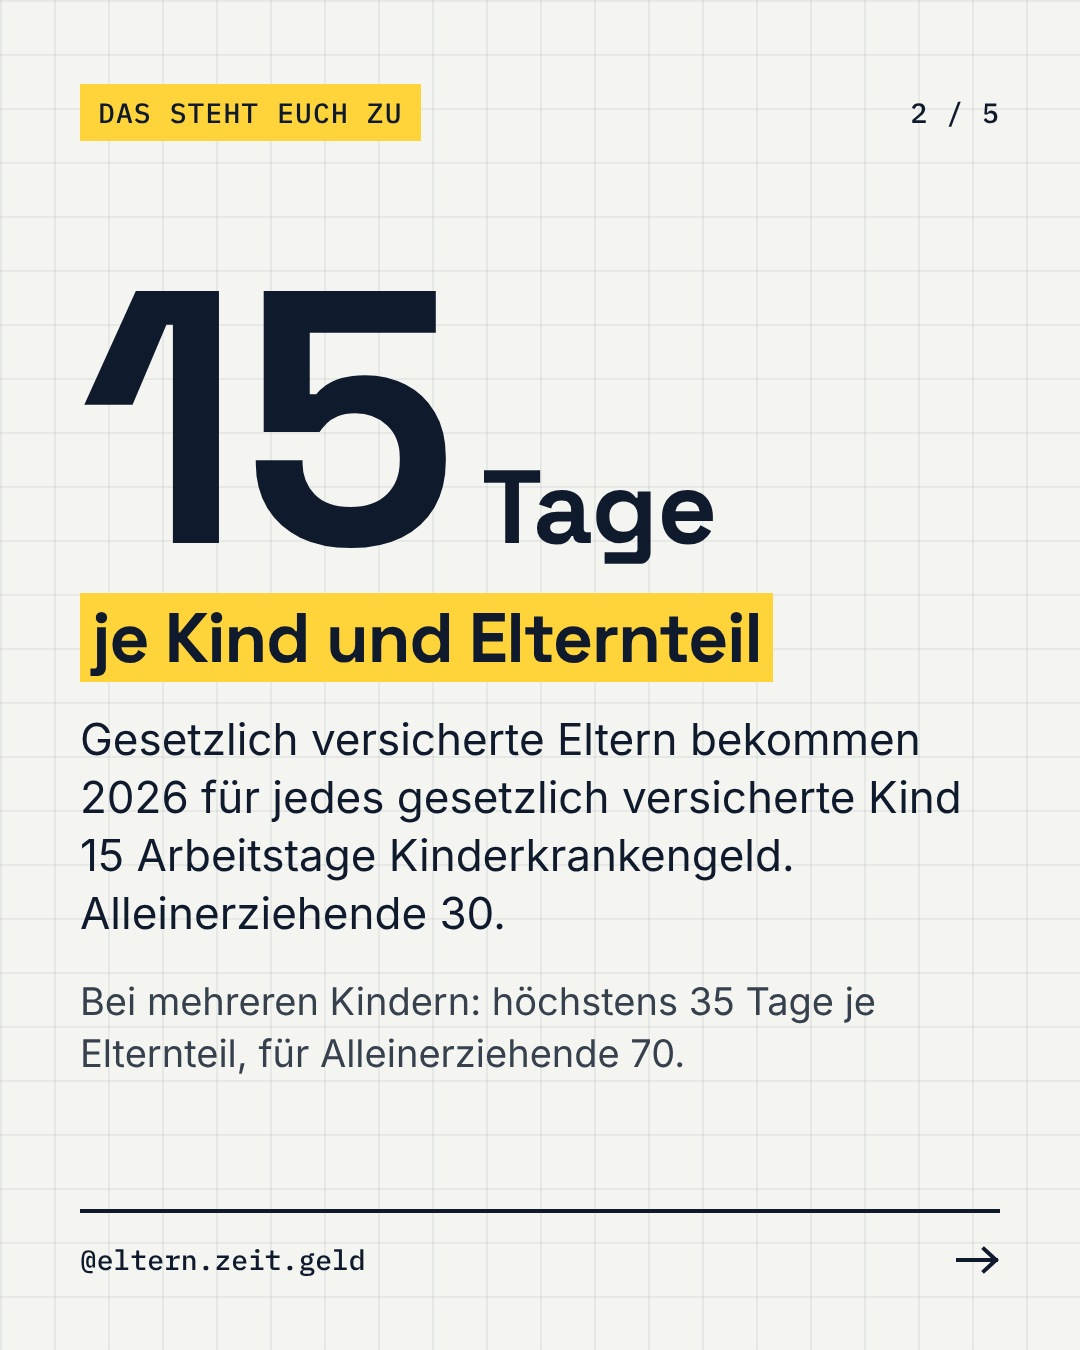 DAS STEHT EUCH ZU
2 / 5
15 Tage
je Kind und Elternteil
Gesetzlich versicherte Eltern bekommen
2026 für jedes gesetzlich versicherte Kind
15 Arbeitstage Kinderkrankengeld.
Alleinerziehende 30.
Bei mehreren Kindern: höchstens 35 Tage je
Elternteil, für Alleinerziehende 70.
@eltern.zeit.geld
→